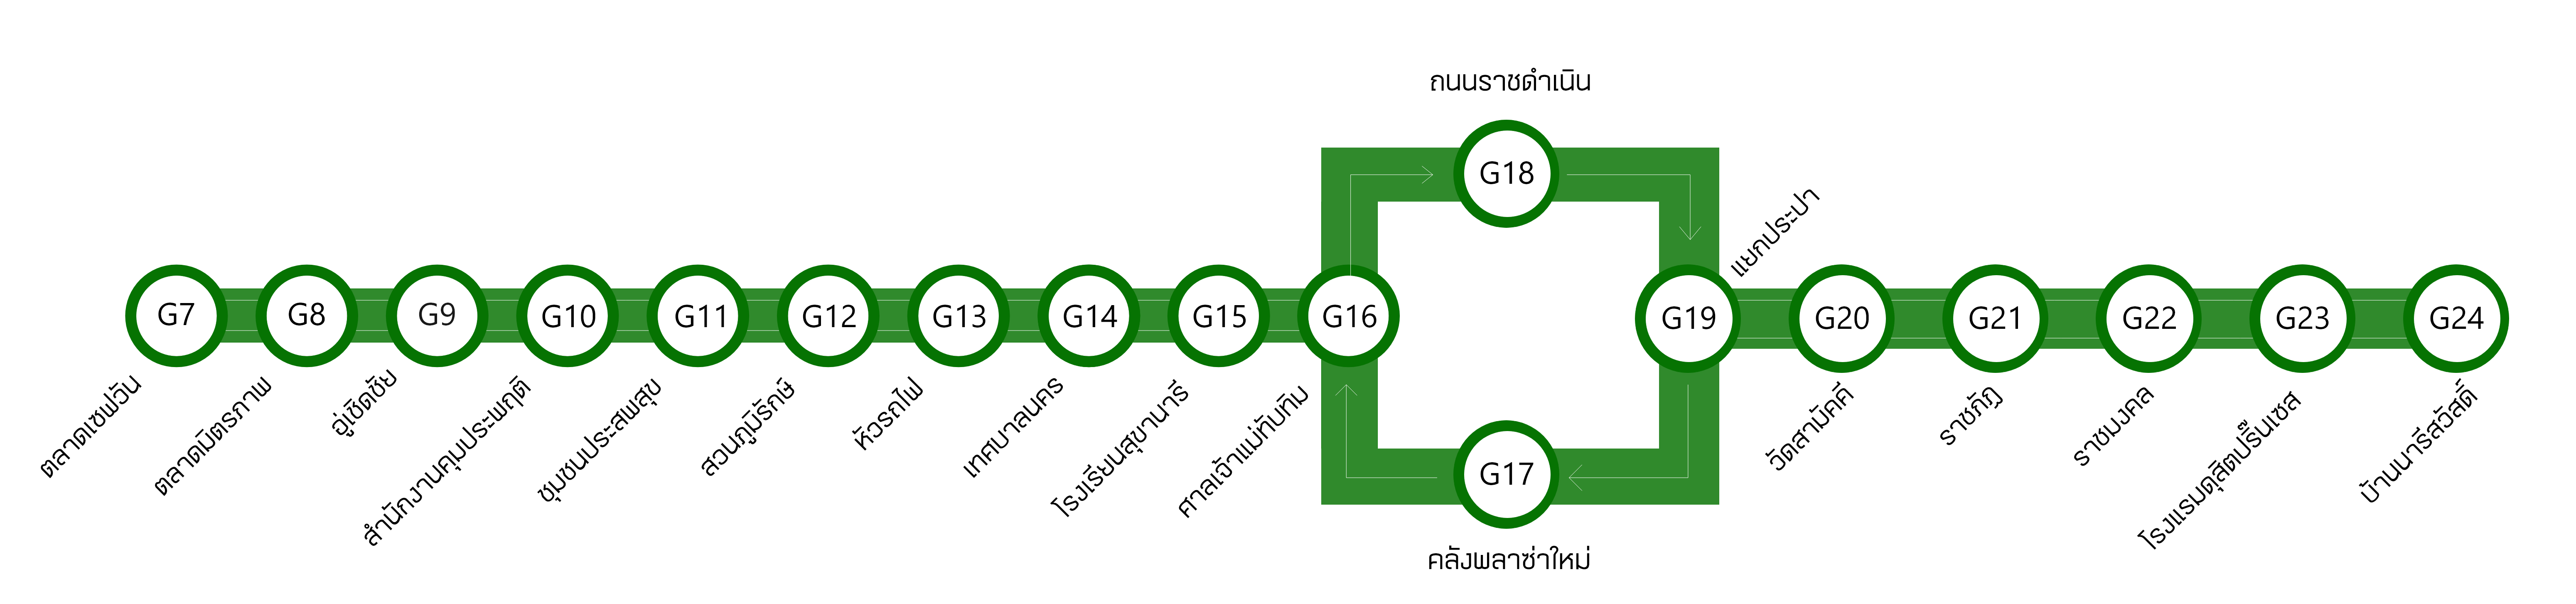 ถนนราชดำเนิน
G18
แยกประปา
G7
G8
G9
G10
G11
G12
G13
G14
G15
G16
G19
G20
G21
G22
G23
G24
ตลาดเซฟวัน
ตลาดมิตรภาพ
อู่เชิดชัย
สำนักงานคุมประพฤติ
ชุมชนประสพสุข
สวนภูมิรักษ์
หัวรถไฟ
เทศบาลนคร
โรงเรียนสุขานารี
ศาลเจ้าแม่ทับทิม
วัดสามัคคี
ราชภัฏ
ราชมงคล
โรงแรมดุสิตปริ๊นเซส
บ้านนารีสวัสดิ์
G17
คลังพลาซ่าใหม่